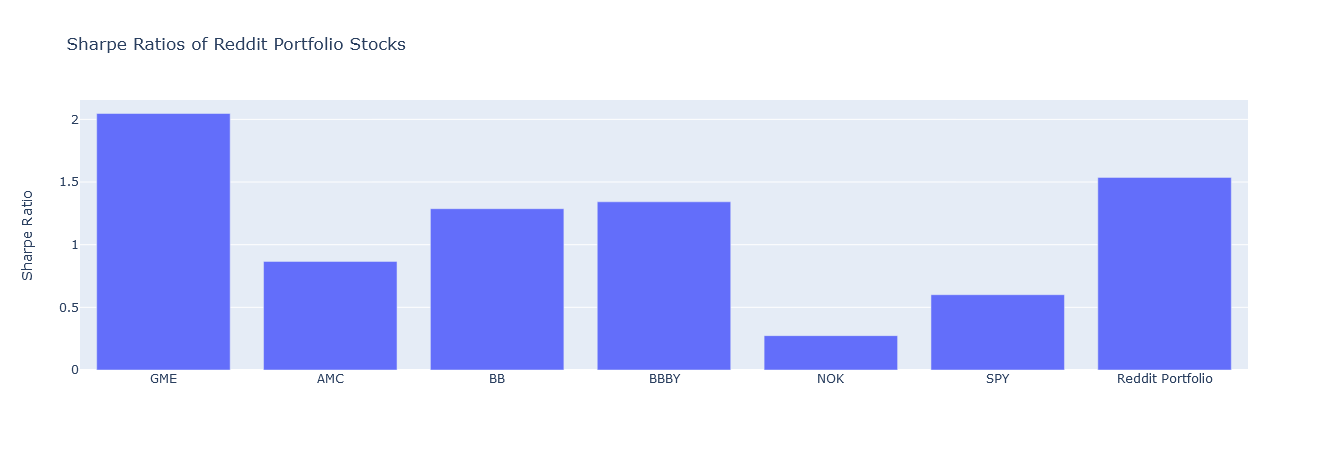 Sharpe Ratios of Reddit Portfolio Stocks
Sharpe Ratio
2
1.5
1
0.5
0
GME AMC BB BBBY NOK SPY Reddit Portfolio